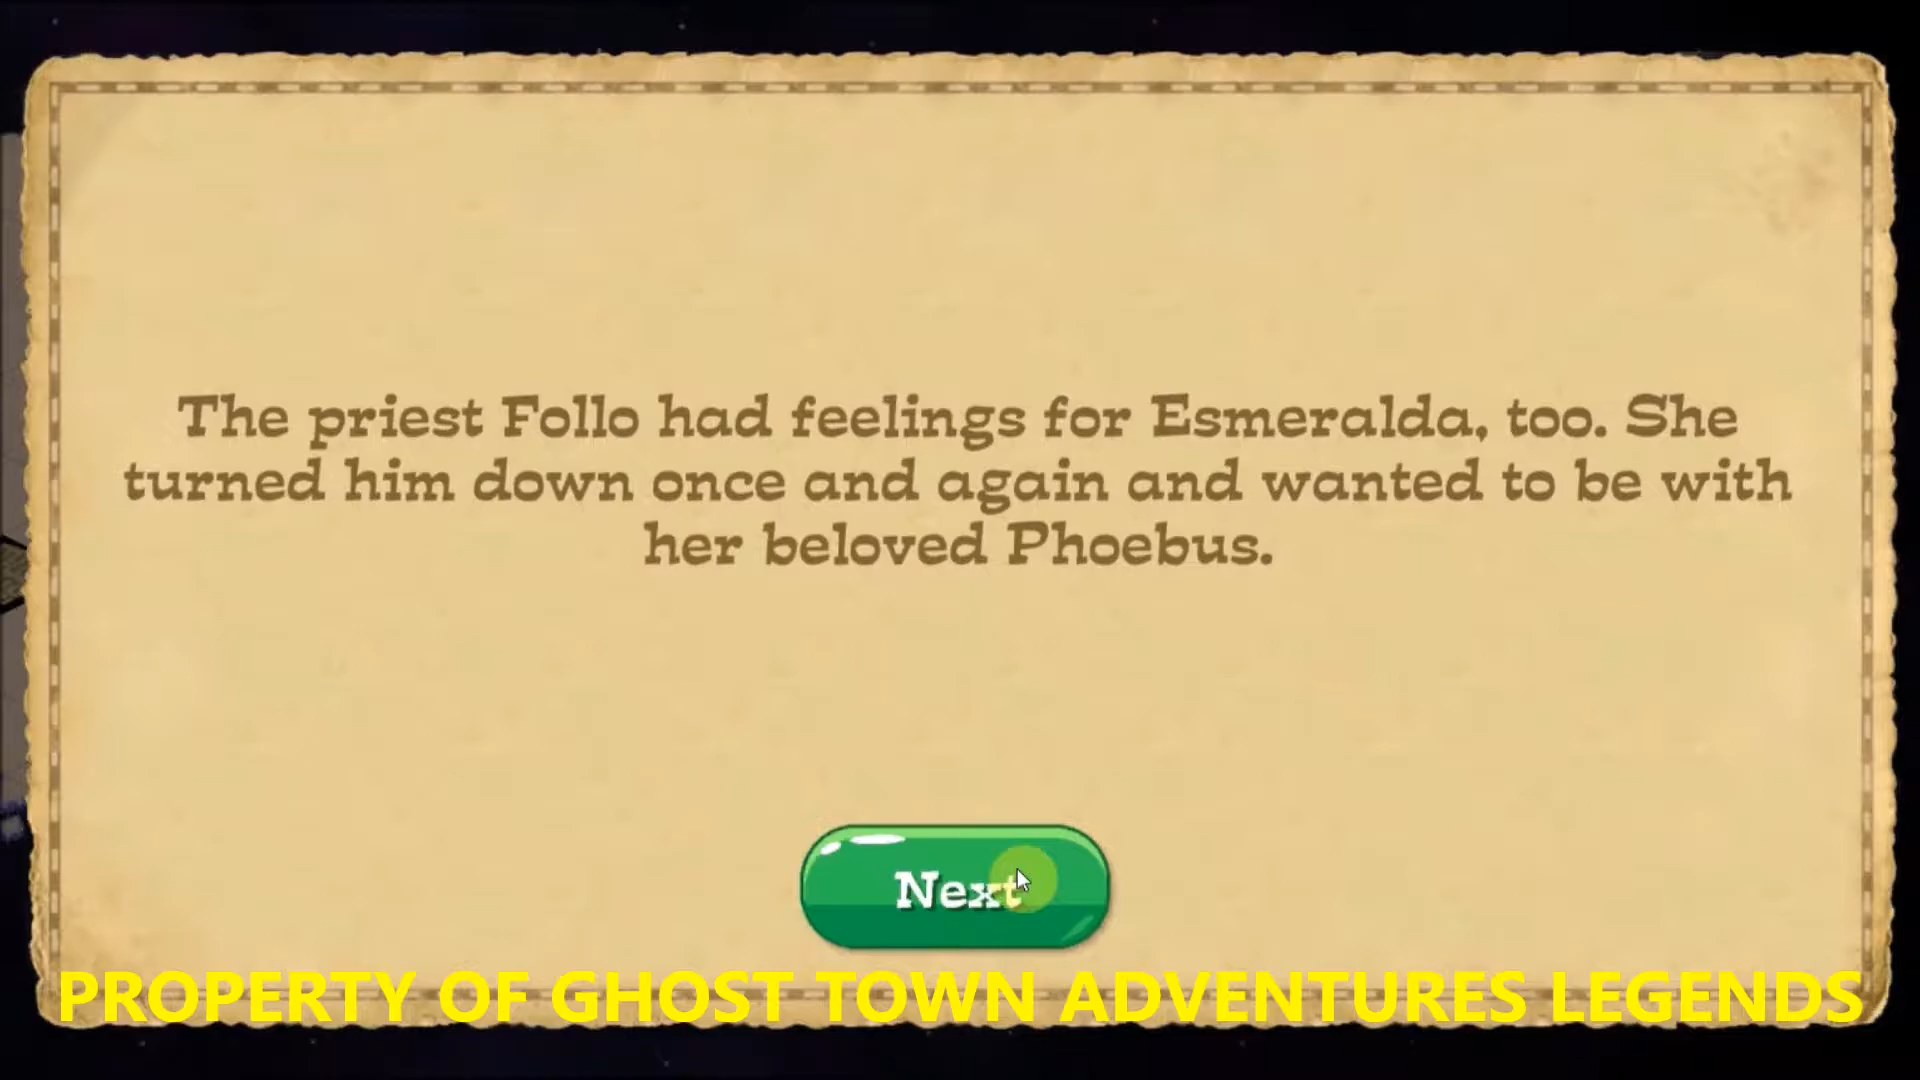 The priest Follo had feelings for Esmeralda, too. She
turned him down once and again and wanted to be with
her beloved Phoebus.
Next
PROPERTY OF GHOST TOWN ADVENTURES LEGENDS